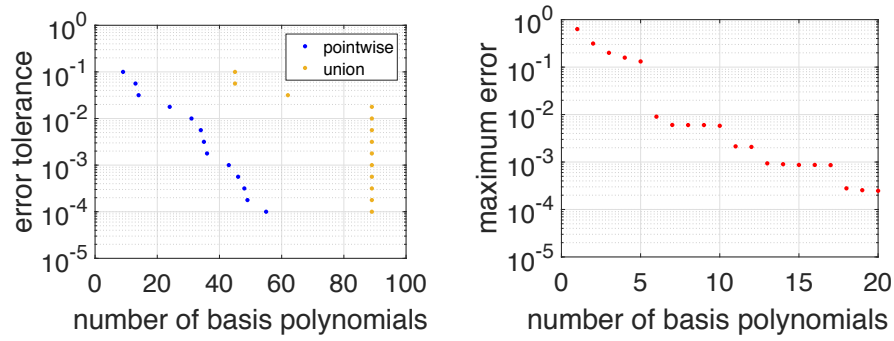 10^0
10^-1
10^-2
10^-3
10^-4
10^-5
error tolerance
pointwise
union
0 20 40 60 80 100
number of basis polynomials
10^0
10^-1
10^-2
10^-3
10^-4
10^-5
maximum error
0 5 10 15 20
number of basis polynomials